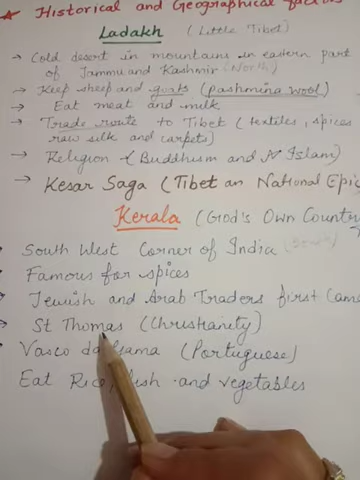 ★ Historical and Geographical
Ladakh (Little Tibet)
→ Cold desert in mountains in eastern part
of Jammu and Kashmir (North)
→ Keep sheep and goats (pashmina wool)
→ Eat meat and milk
→ Trade route to Tibet (textiles, spices
raw silk and carpets)
→ Religion - (Buddhism and Islam)
→ Kesar Saga (Tibetan National Epic
Kerala (God's Own Country
South West Corner of India (South)
Famous for spices
Jewish and Arab Traders first Came
→ St Thomas (Christianity)
Vasco da Gama (Portuguese)
Eat Rice, fish and vegetables